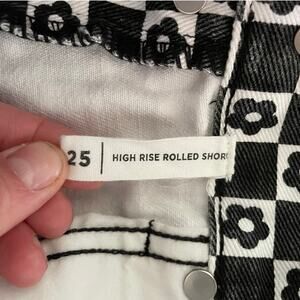 25 | HIGH RISE ROLLED SHOR